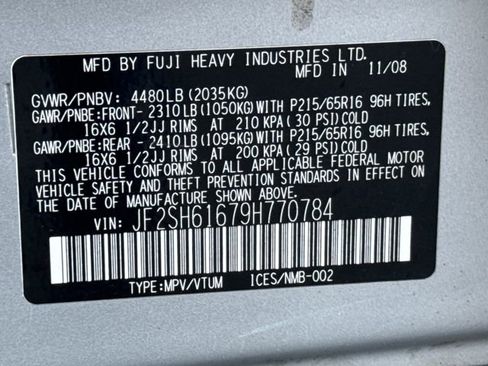 MFD BY FUJI HEAVY INDUSTRIES LTD.
MFD IN JAPAN 11/08
GVWR/PNBV: 4480LB(2035KG)
GAWR/PNBE:FRONT- 2310LB(1050KG)WITH P215/65R16 96H TIRES,
16X6 1/2JJ RIMS AT 210 KPA(30 PSI)COLD
GAWR/PNBE:REAR - 2410LB(1095KG)WITH P215/65R16 96H TIRES,
16X6 1/2JJ RIMS AT 200 KPA(29 PSI)COLD
THIS VEHICLE CONFORMS TO ALL APPLICABLE FEDERAL MOTOR
VEHICLE SAFETY AND THEFT PREVENTION STANDARDS IN EFFECT ON
THE DATE OF MANUFACTURE SHOWN ABOVE.
VIN: JF2SH61679H770784
TYPE:MPV/VTUM ICES/NMB-002